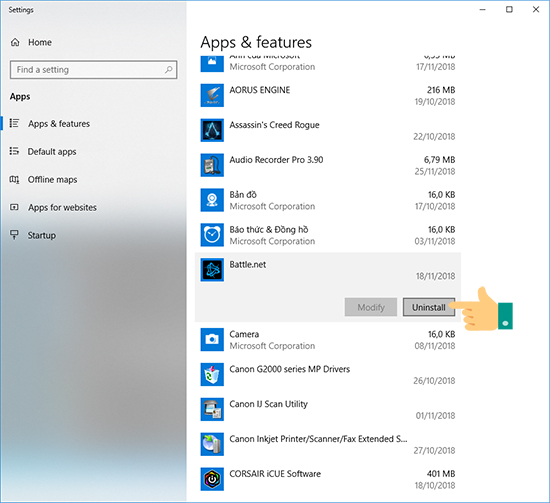 Settings
Home
Find a setting
Apps
Apps & features
Default apps
Offline maps
Apps for websites
Startup
Apps & features
Microsoft Corporation 17/11/2018
AORUS ENGINE 216 MB
19/10/2018
Assassin's Creed Rogue
22/10/2018
Audio Recorder Pro 3.90 6,79 MB
25/11/2018
Bản đồ 16,0 KB
Microsoft Corporation 17/10/2018
Báo thức & Đồng hồ 16,0 KB
Microsoft Corporation 03/11/2018
Battle.net
18/11/2018
Modify Uninstall
Camera 16,0 KB
Microsoft Corporation 08/11/2018
Canon G2000 series MP Drivers
26/10/2018
Canon IJ Scan Utility
01/11/2018
Canon Inkjet Printer/Scanner/Fax Extended S...
27/10/2018
CORSAIR iCUE Software 401 MB
18/10/2018